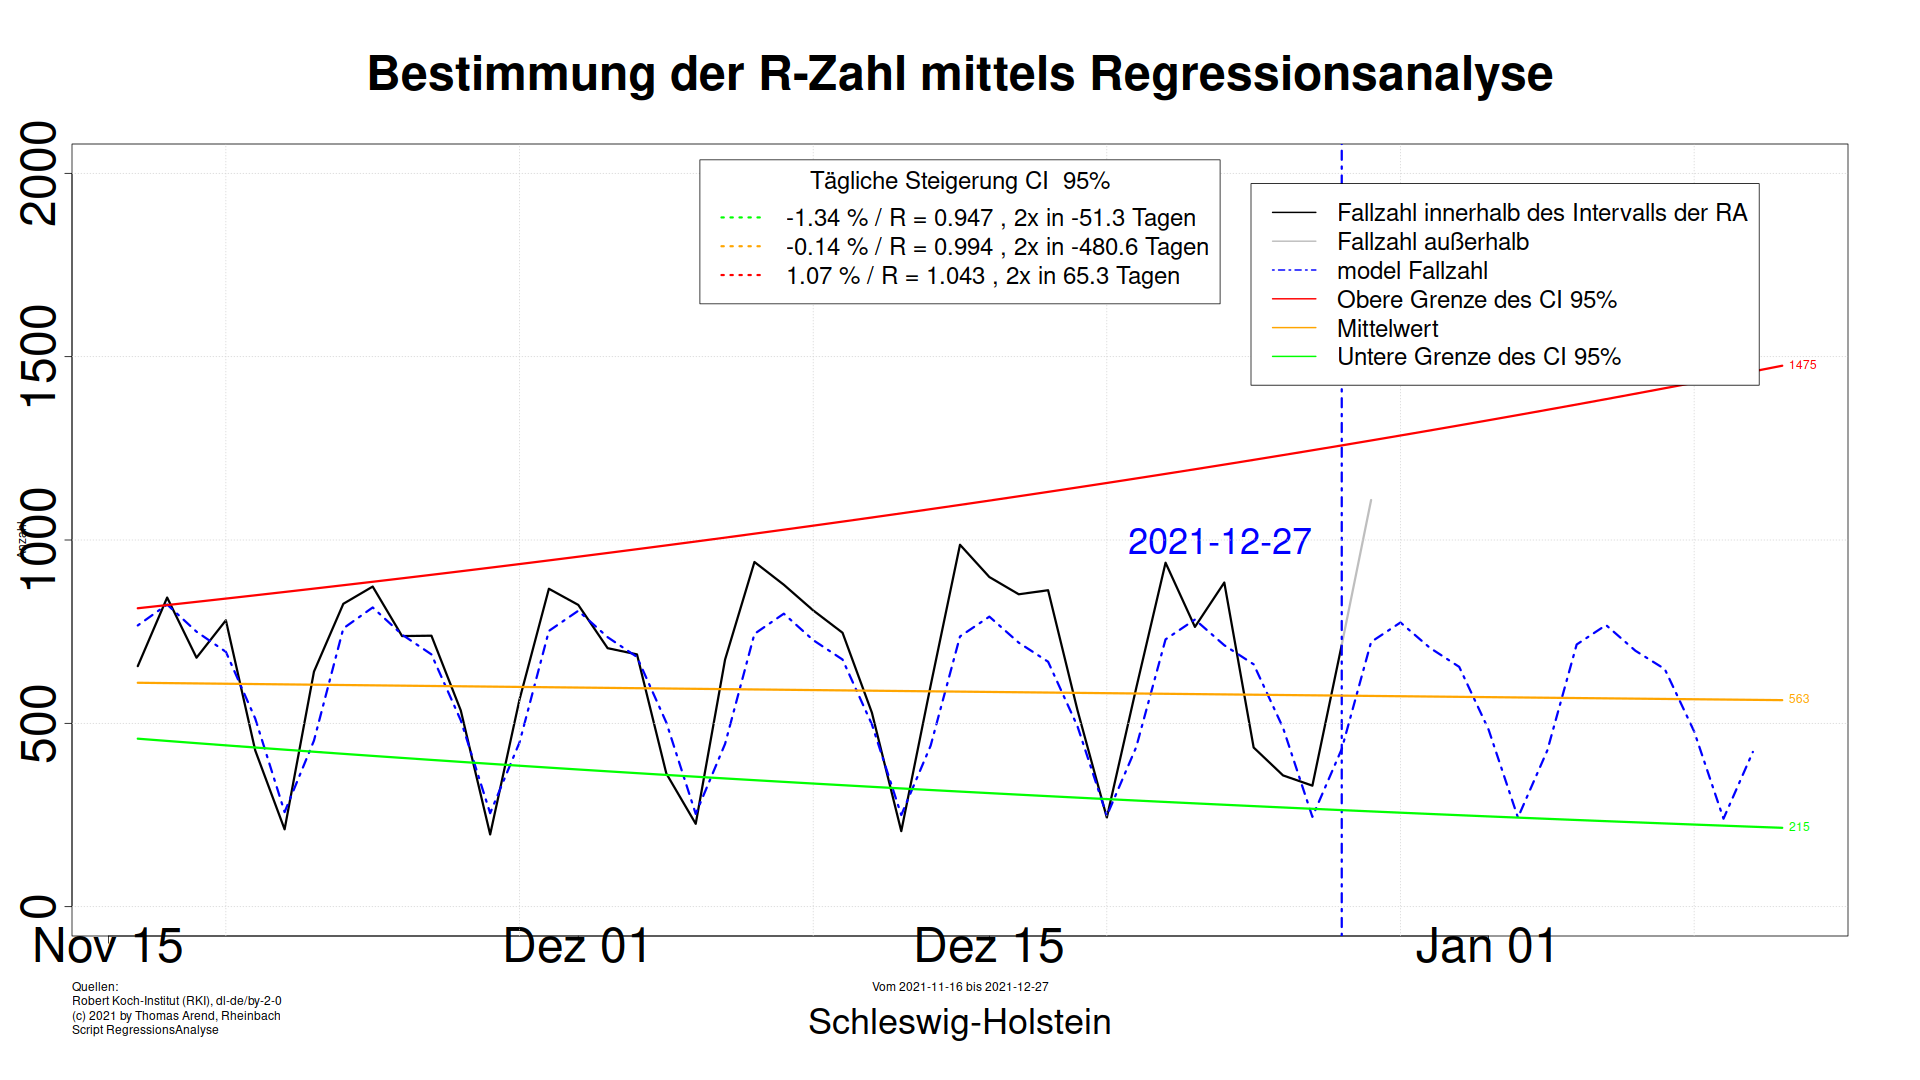 Bestimmung der R-Zahl mittels Regressionsanalyse
Tägliche Steigerung CI  95%
-1.34 % / R = 0.947 , 2x in -51.3 Tagen
-0.14 % / R = 0.994 , 2x in -480.6 Tagen
1.07 % / R = 1.043 , 2x in 65.3 Tagen
Fallzahl innerhalb des Intervalls der RA
Fallzahl außerhalb
model Fallzahl
Obere Grenze des CI 95%
Mittelwert
Untere Grenze des CI 95%
2000
1500
1000
500
0
Anzahl
1475
2021-12-27
563
215
Nov 15
Dez 01
Dez 15
Jan 01
Quellen:
Robert Koch-Institut (RKI), dl-de/by-2-0
(c) 2021 by Thomas Arend, Rheinbach
Script RegressionsAnalyse
Vom 2021-11-16 bis 2021-12-27
Schleswig-Holstein